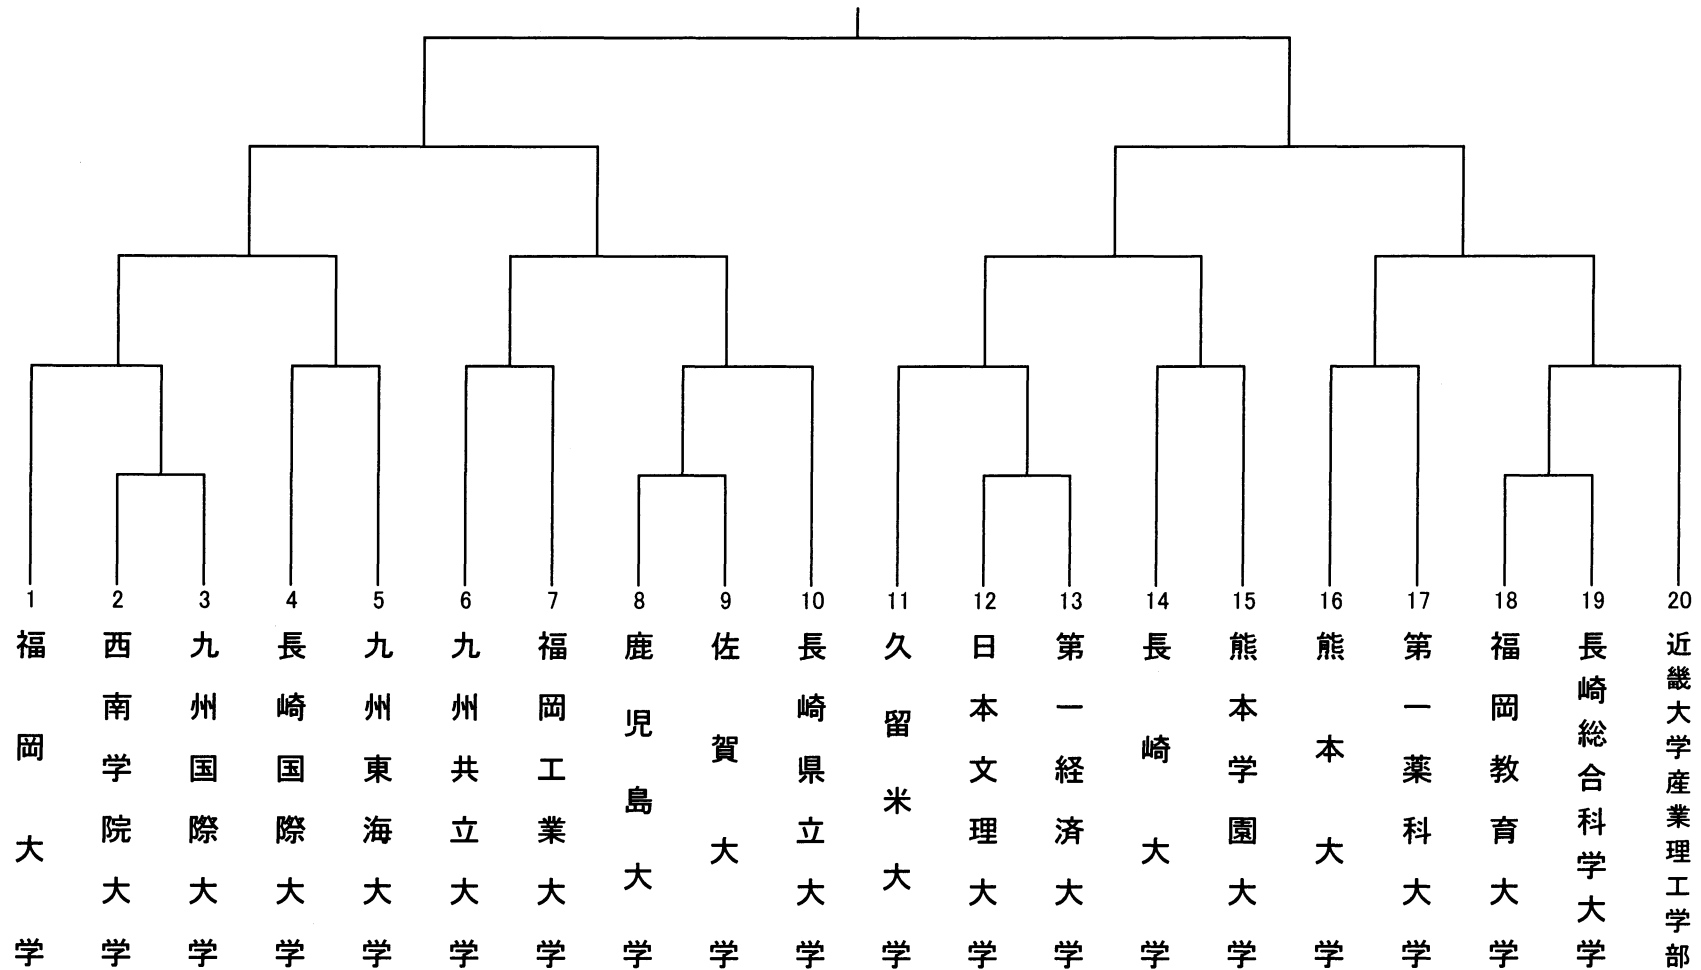 1 福岡大学
2 西南学院大学
3 九州国際大学
4 長崎国際大学
5 九州東海大学
6 九州共立大学
7 福岡工業大学
8 鹿児島大学
9 佐賀大学
10 長崎県立大学
11 久留米大学
12 日本文理大学
13 第一経済大学
14 長崎大学
15 熊本学園大学
16 熊本大学
17 第一薬科大学
18 福岡教育大学
19 長崎総合科学大学
20 近畿大学産業理工学部